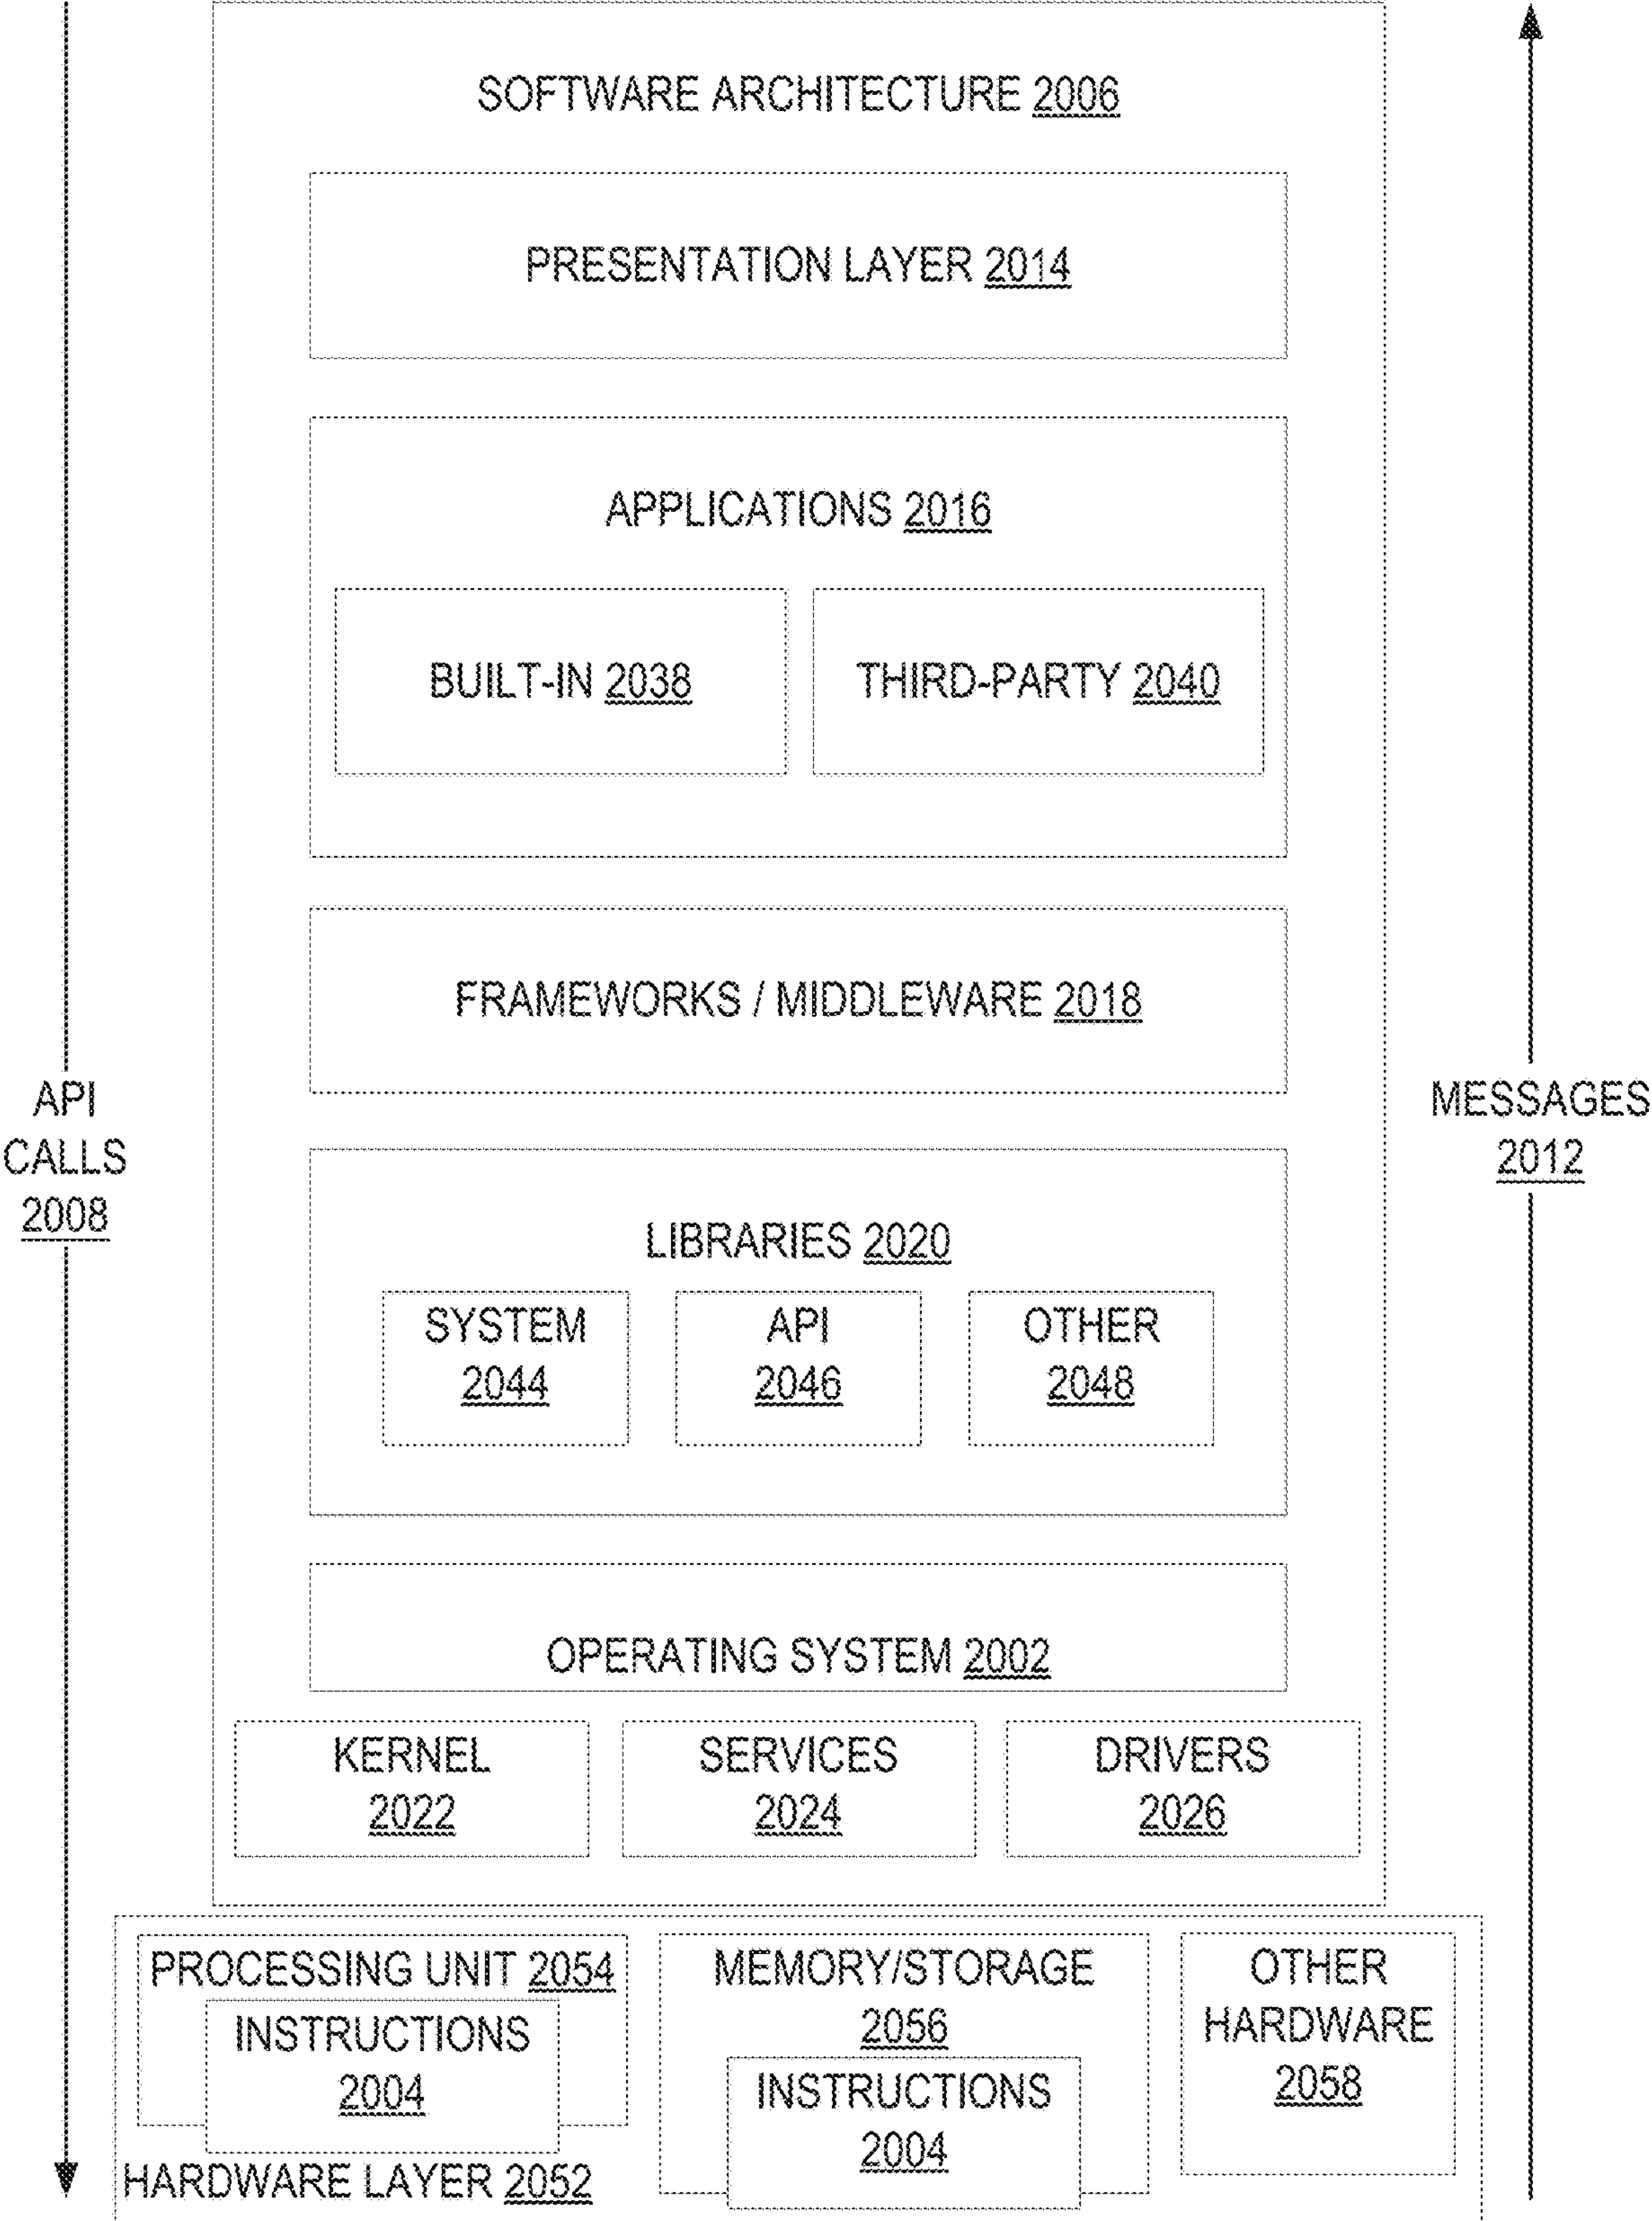 SOFTWARE ARCHITECTURE 2006
PRESENTATION LAYER 2014
APPLICATIONS 2016
BUILT-IN 2038
THIRD-PARTY 2040
FRAMEWORKS / MIDDLEWARE 2018
API
CALLS
2008
MESSAGES
2012
LIBRARIES 2020
SYSTEM
2044
API
2046
OTHER
2048
OPERATING SYSTEM 2002
KERNEL
2022
SERVICES
2024
DRIVERS
2026
PROCESSING UNIT 2054
INSTRUCTIONS
2004
MEMORY/STORAGE
2056
INSTRUCTIONS
2004
OTHER
HARDWARE
2058
HARDWARE LAYER 2052